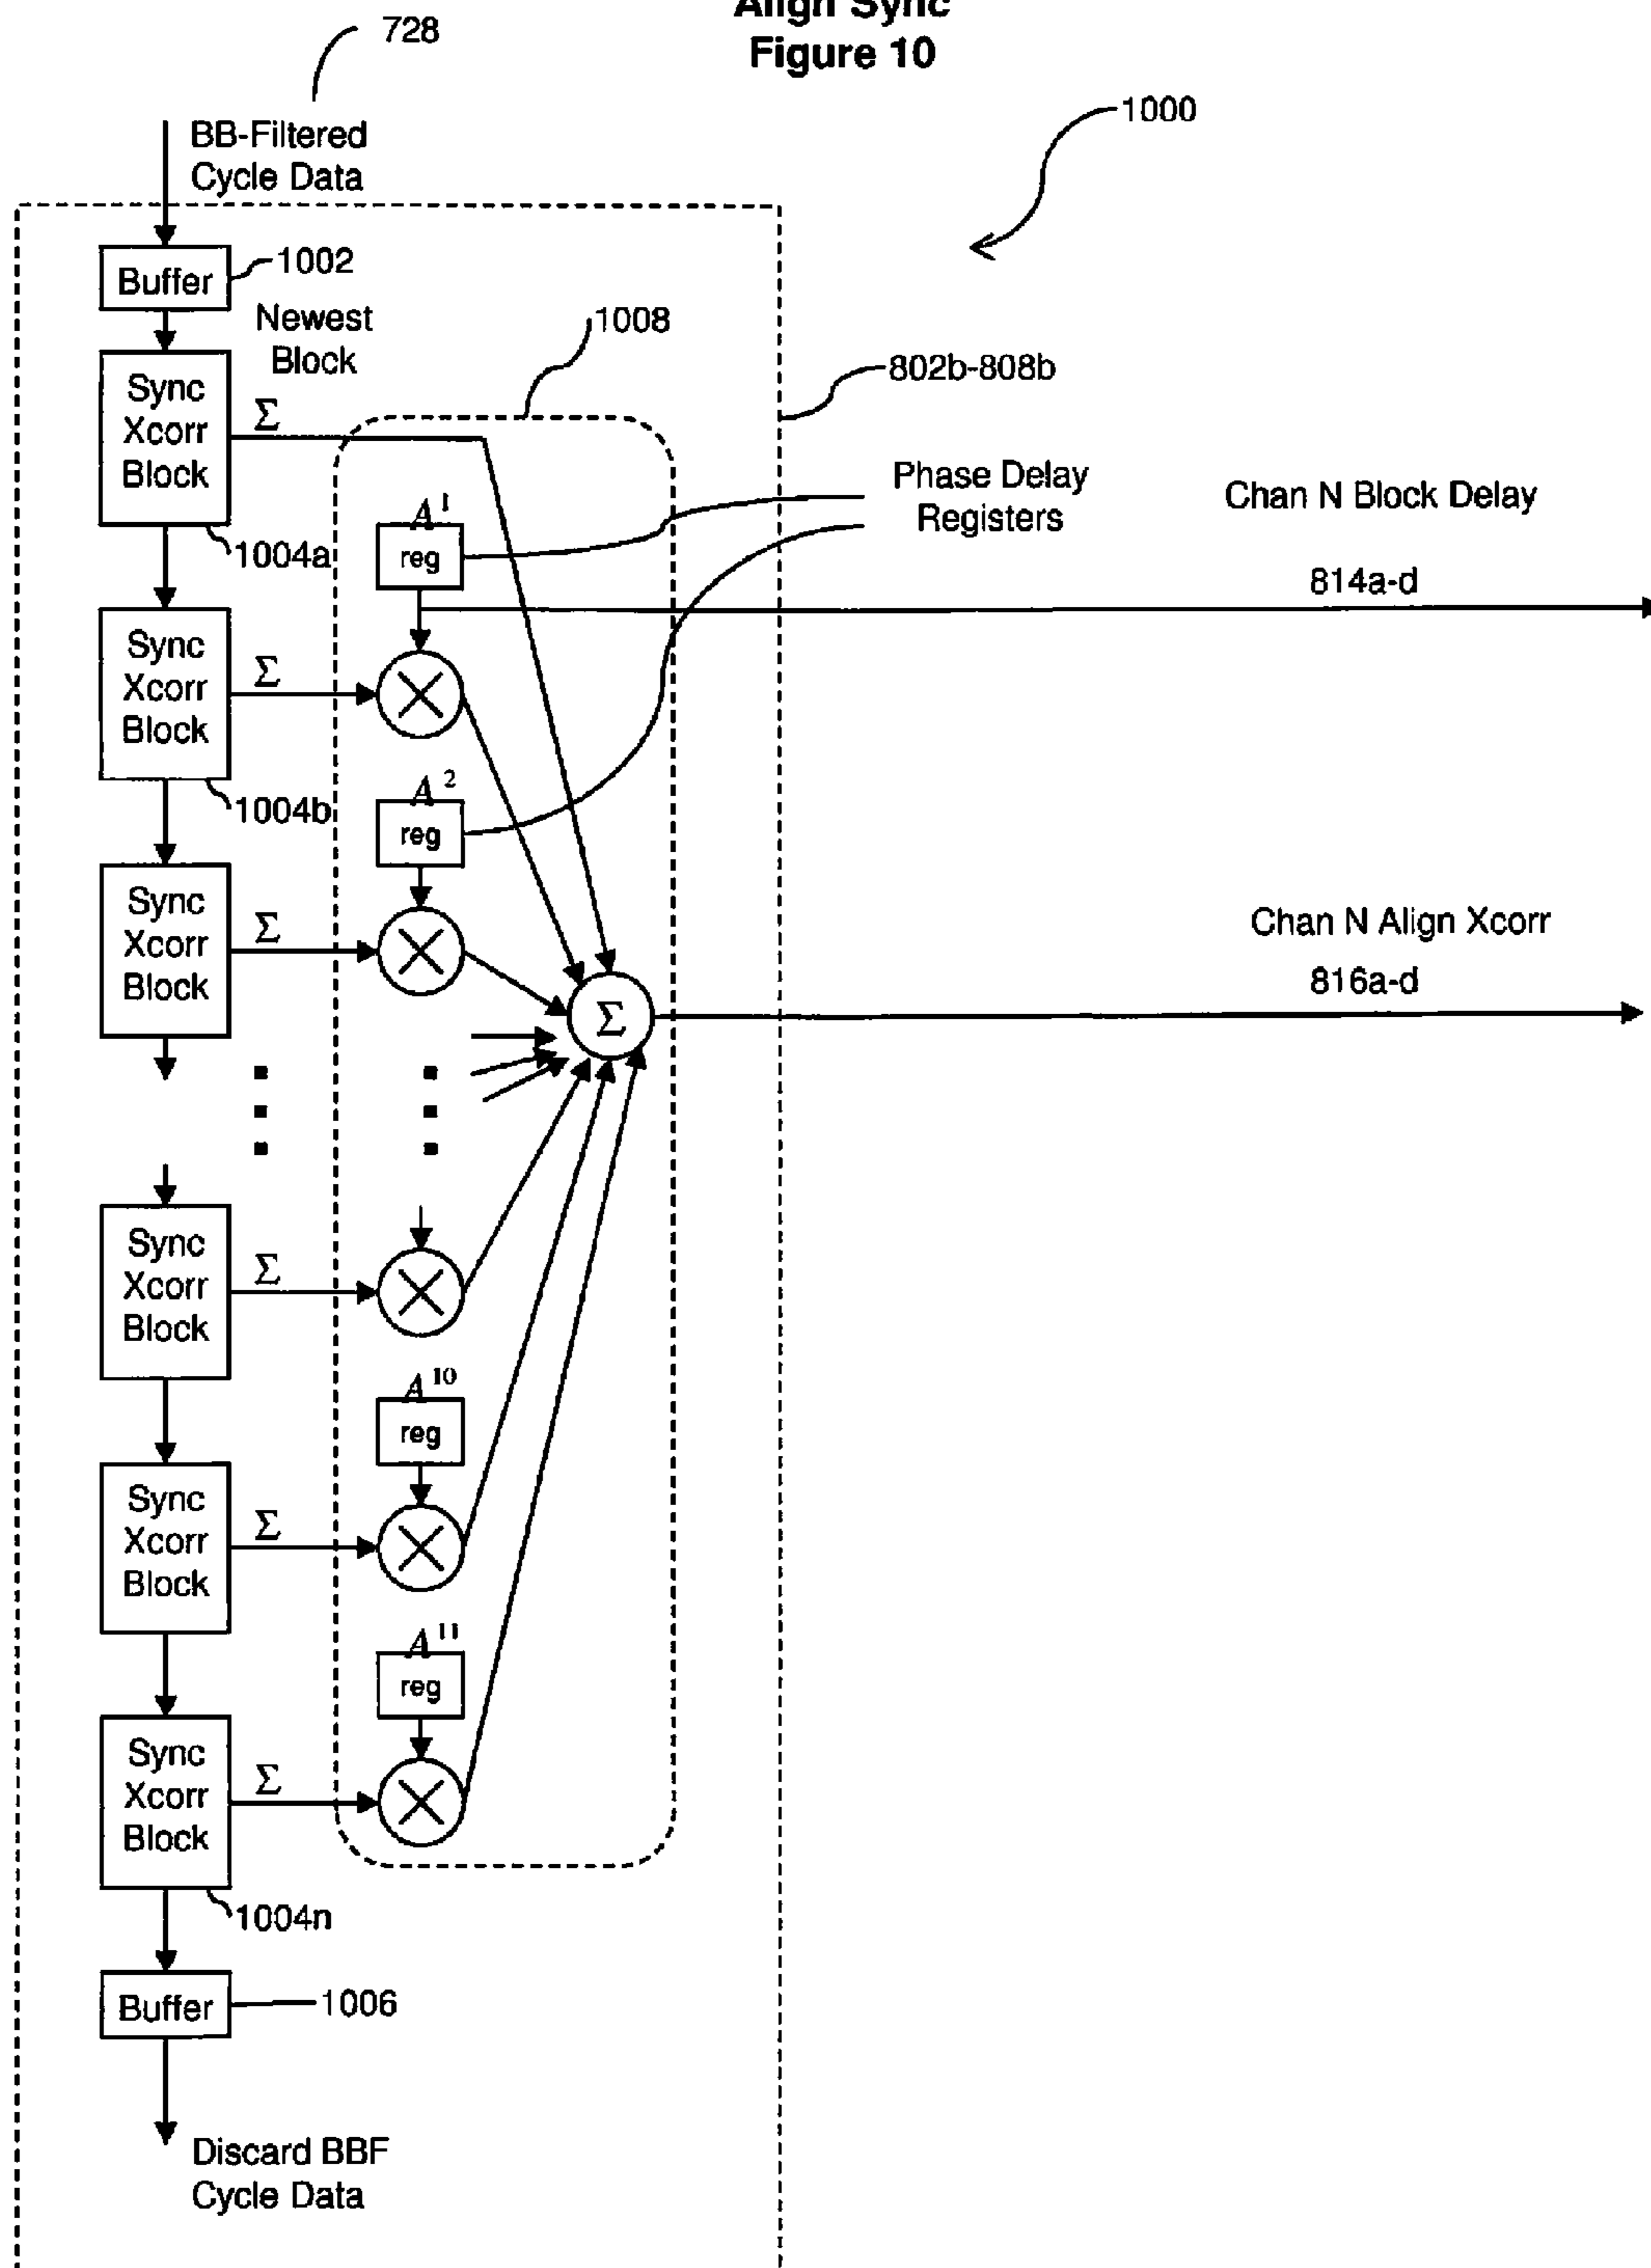 Align Sync
Figure 10
728
1000
BB-Filtered
Cycle Data
Buffer
1002
Newest
Block
1008
802b-808b
Sync
Xcorr
Block
Σ
1004a
A¹
reg
Phase Delay
Registers
Chan N Block Delay
814a-d
Sync
Xcorr
Block
Σ
1004b
A²
reg
Sync
Xcorr
Block
Σ
Σ
Chan N Align Xcorr
816a-d
Sync
Xcorr
Block
Σ
A¹⁰
reg
Sync
Xcorr
Block
Σ
A¹¹
reg
Sync
Xcorr
Block
Σ
1004n
Buffer
1006
Discard BBF
Cycle Data